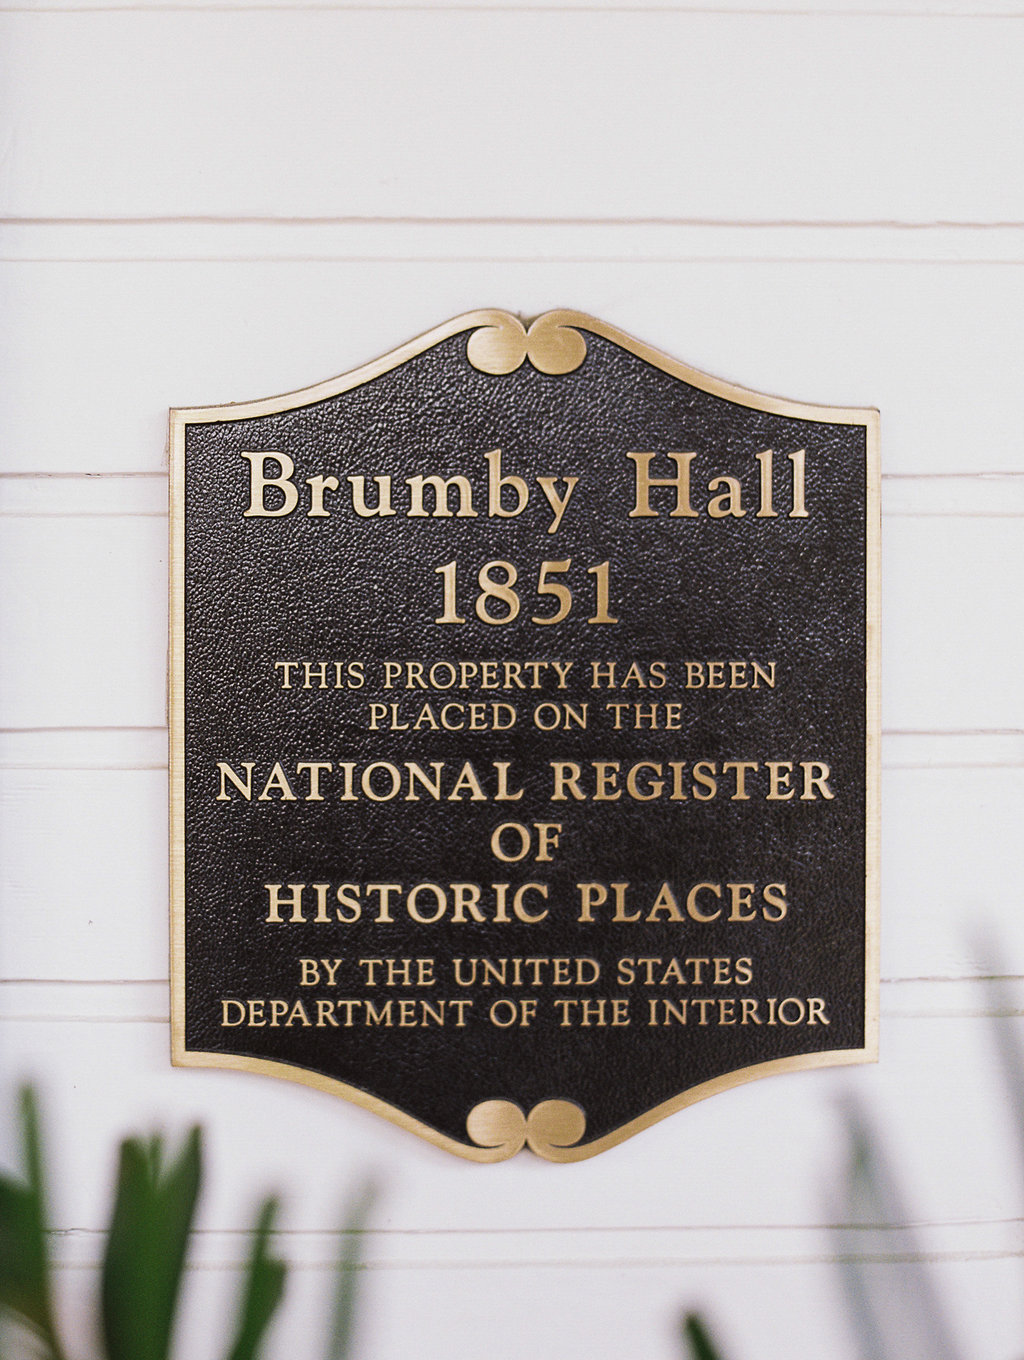 Brumby Hall
1851
THIS PROPERTY HAS BEEN
PLACED ON THE
NATIONAL REGISTER
OF
HISTORIC PLACES
BY THE UNITED STATES
DEPARTMENT OF THE INTERIOR